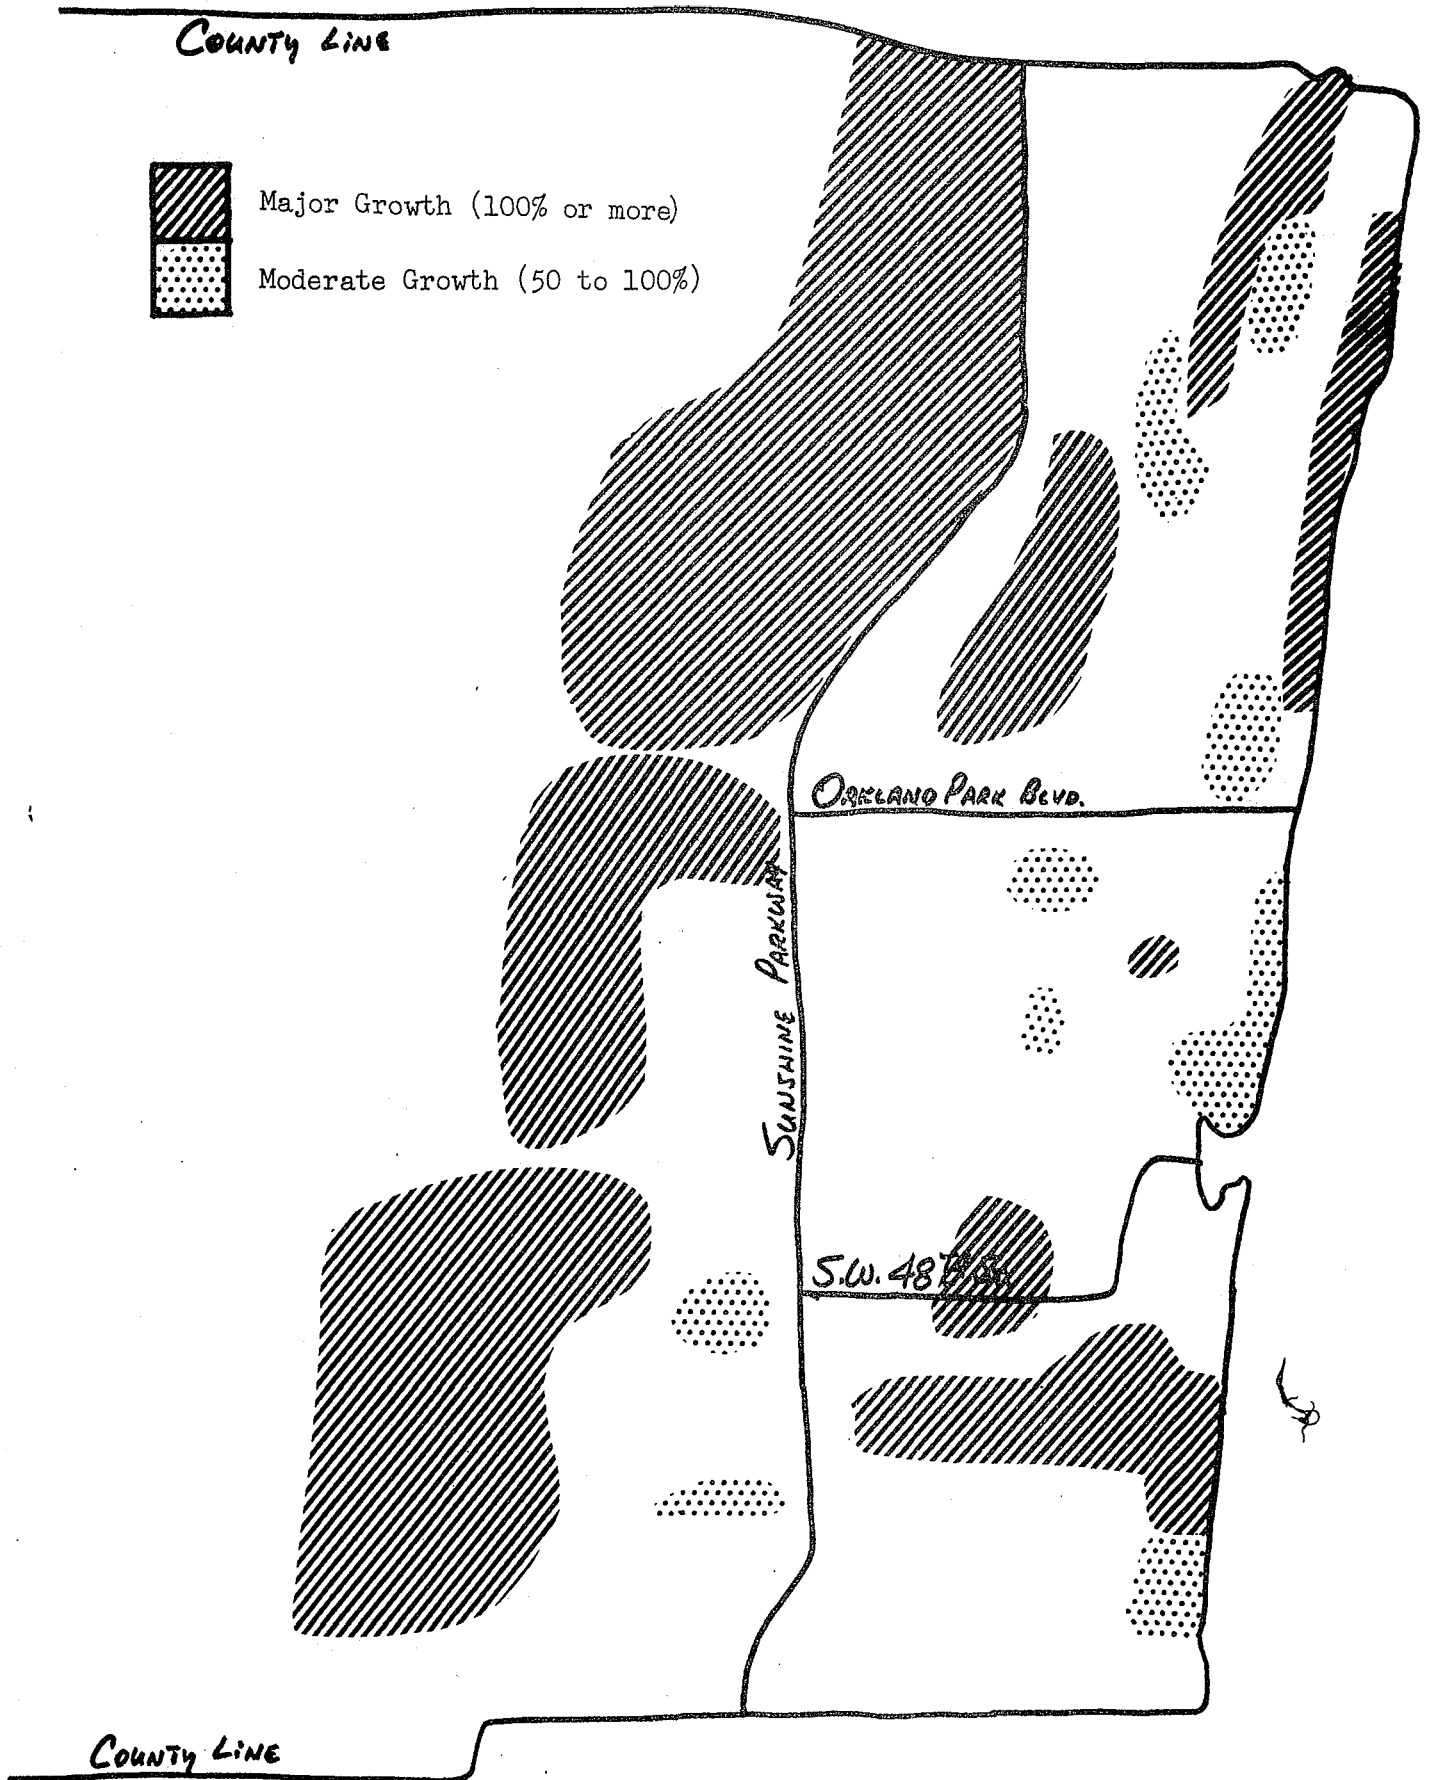 COUNTY LINE
Major Growth (100% or more)
Moderate Growth (50 to 100%)
OAKLAND PARK BLVD.
SUNSHINE PARKWAY
S.W. 48
COUNTY LINE